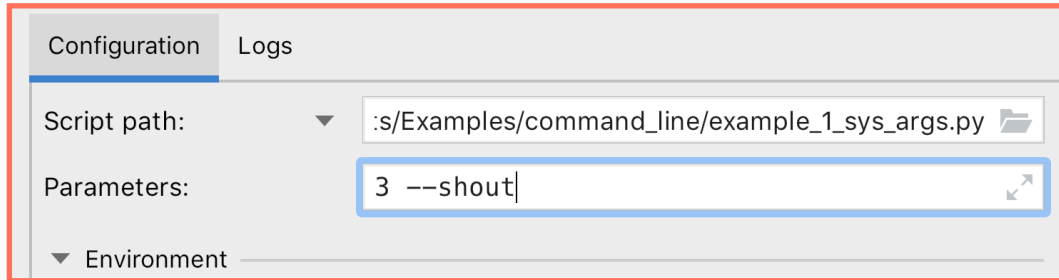 Configuration Logs
Script path: :s/Examples/command_line/example_1_sys_args.py
Parameters: 3 --shout
Environment